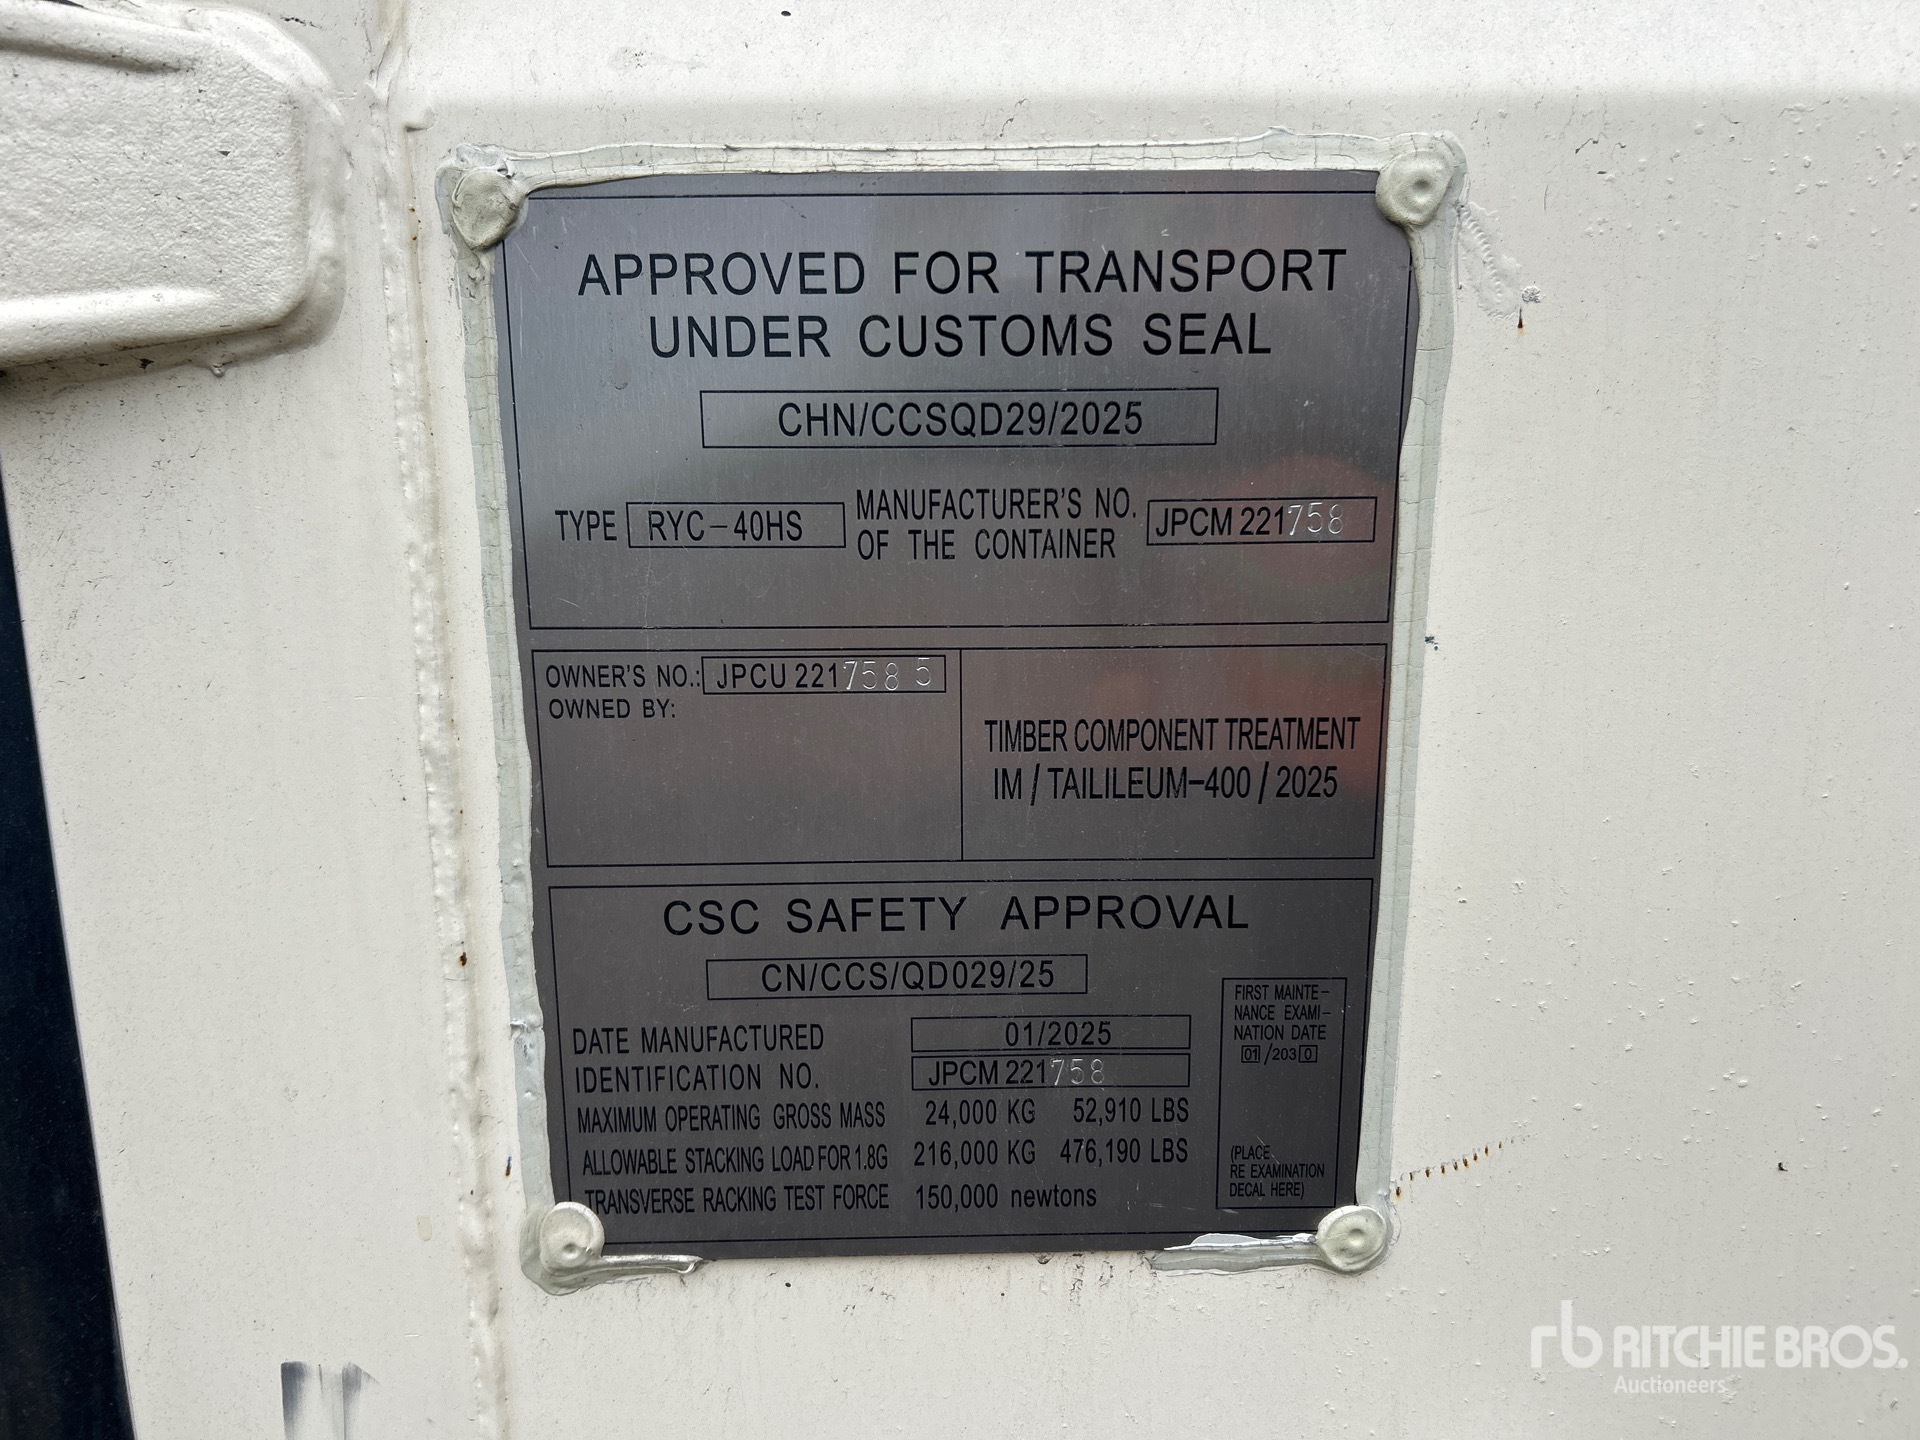 APPROVED FOR TRANSPORT
UNDER CUSTOMS SEAL
CHN/CCSQD29/2025
TYPE RYC-40HS MANUFACTURER'S NO. OF THE CONTAINER JPCM 221758
OWNER'S NO.: JPCU 221758 5
OWNED BY:
TIMBER COMPONENT TREATMENT
IM / TAILILEUM-400 / 2025
CSC SAFETY APPROVAL
CN/CCS/QD029/25
DATE MANUFACTURED 01/2025
IDENTIFICATION NO. JPCM 221758
MAXIMUM OPERATING GROSS MASS 24,000 KG 52,910 LBS
ALLOWABLE STACKING LOAD FOR 1.8G 216,000 KG 476,190 LBS
TRANSVERSE RACKING TEST FORCE 150,000 newtons
FIRST MAINTE-
NANCE EXAMI-
NATION DATE
01/2030
(PLACE
RE EXAMINATION
DECAL HERE)
rb RITCHIE BROS.
Auctioneers